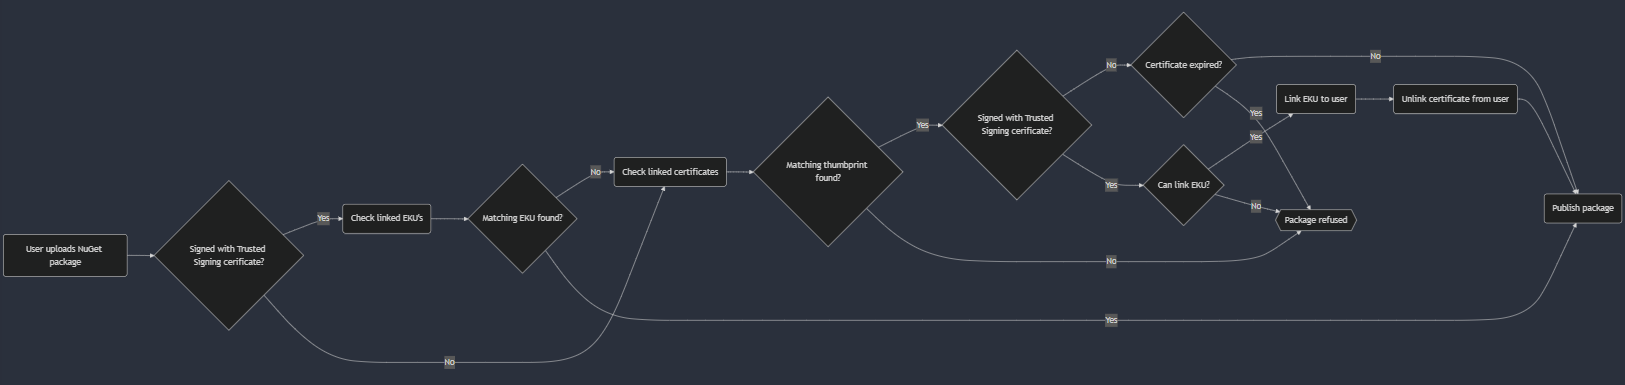 User uploads NuGet
package
Signed with Trusted
Signing cerificate?
Yes
No
Check linked EKU's
Matching EKU found?
No
Yes
Check linked certificates
Matching thumbprint
found?
Yes
No
Signed with Trusted
Signing cerificate?
No
Yes
Certificate expired?
No
Yes
Can link EKU?
Yes
No
Link EKU to user
Unlink certificate from user
Package refused
Publish package